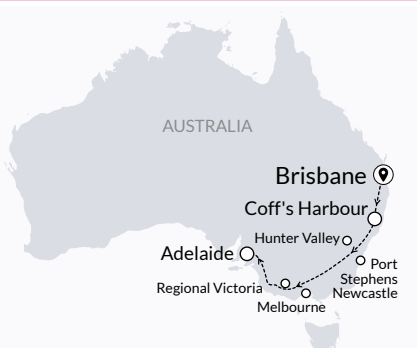 AUSTRALIA
Brisbane
Coff's Harbour
Hunter Valley
Adelaide
Port
Stephens
Regional Victoria
Newcastle
Melbourne